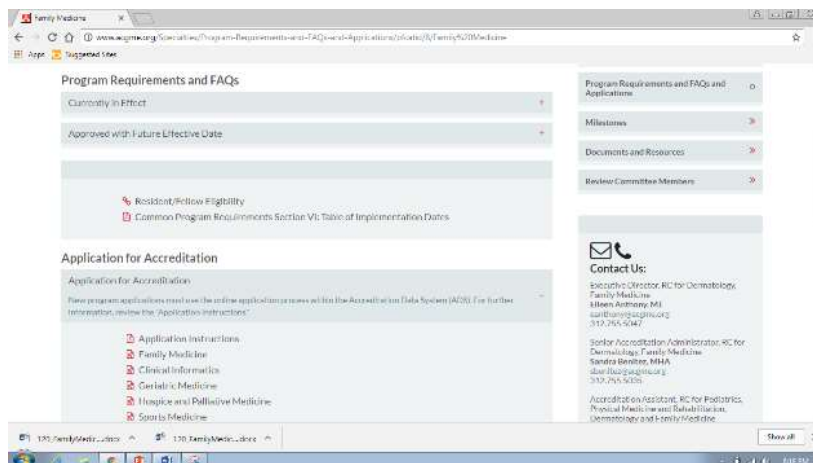 Family Medicine
www.acgme.org/Specialties/Program-Requirements-and-FAQs-and-Applications/pfcatid/8/Family%20Medicine
Apps Suggested Sites
Program Requirements and FAQs
Currently in Effect
Approved with Future Effective Date
Resident/Fellow Eligibility
Common Program Requirements Section VI: Table of Implementation Dates
Application for Accreditation
Application for Accreditation
New program applications must use the online application process within the Accreditation Data System (ADS). For further
information, review the "Application Instructions."
Application Instructions
Family Medicine
Clinical Informatics
Geriatric Medicine
Hospice and Palliative Medicine
Sports Medicine
Program Requirements and FAQs and
Applications
Milestones
Documents and Resources
Review Committee Members
Contact Us:
Executive Director, RC for Dermatology,
Family Medicine
Eileen Anthony, MJ
eanthony@acgme.org
312.755.5047
Senior Accreditation Administrator, RC for
Dermatology, Family Medicine
Sandra Benitez, MHA
sbenitez@acgme.org
312.755.5035
Accreditation Assistant, RC for Pediatrics,
Physical Medicine and Rehabilitation,
Dermatology and Family Medicine
120_FamilyMedic....docx
120_FamilyMedic....docx
Show all